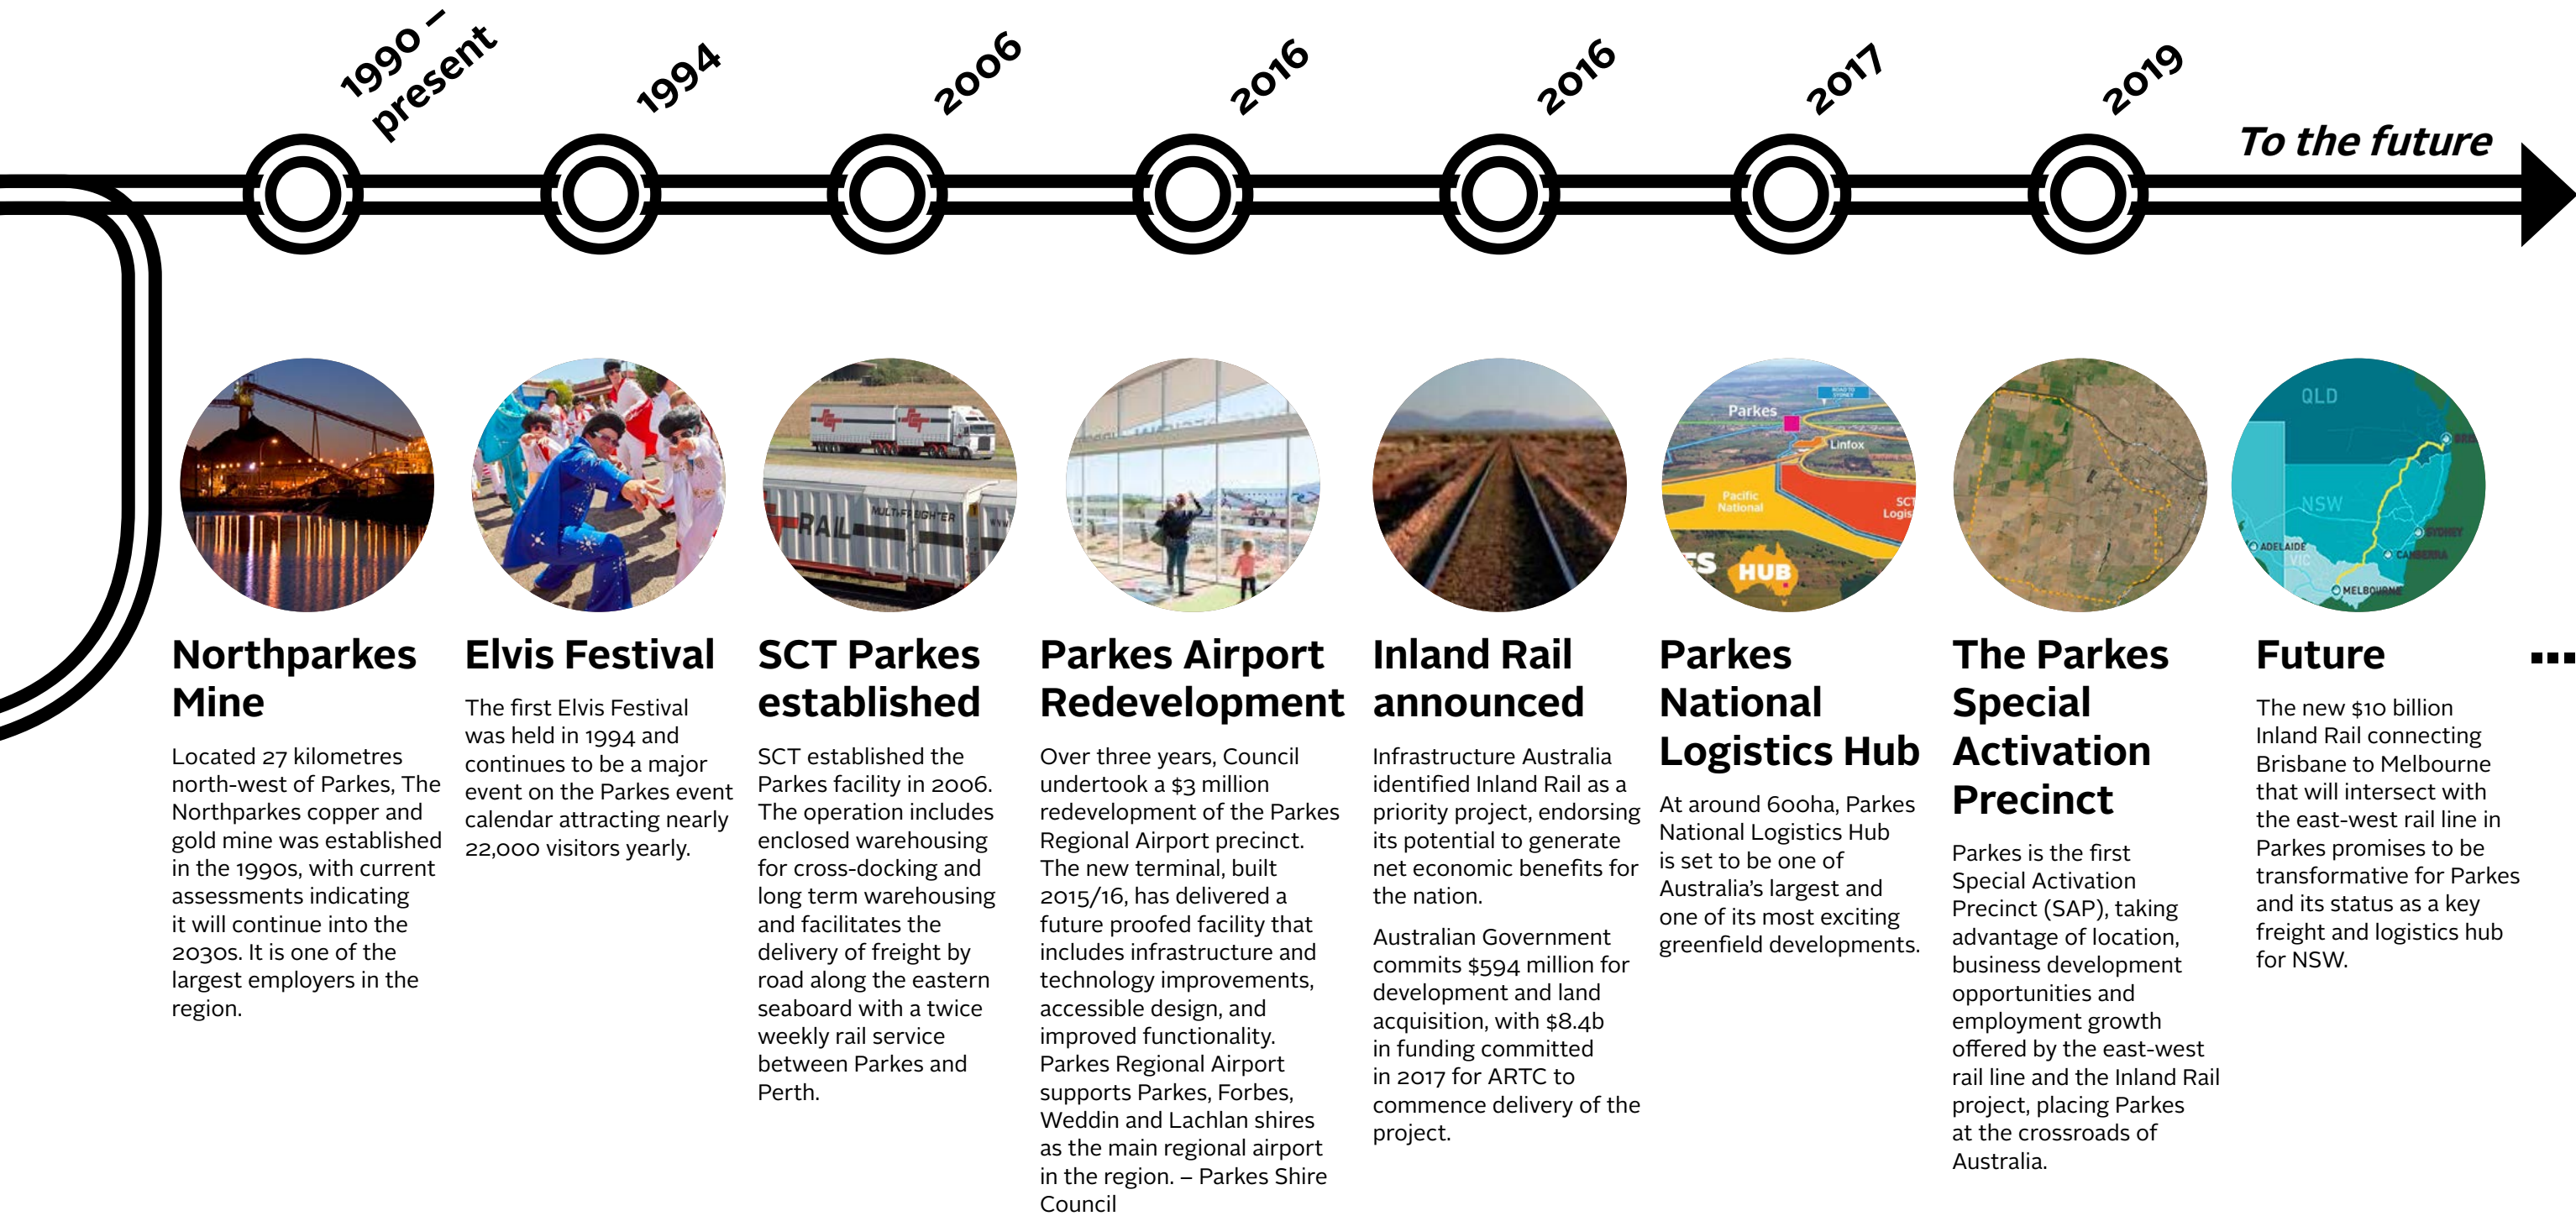 1990 –
present
1994
2006
2016
2016
2017
2019
To the future
RAIL
MULTI-FREIGHTER
ROAD TO
SYDNEY
Parkes
Linfox
Pacific
National
SCT
Logis
ES
HUB
QLD
NSW
VIC
BRIS
SYDNEY
CANBERRA
ADELAIDE
MELBOURNE
Northparkes
Mine
Located 27 kilometres
north-west of Parkes, The
Northparkes copper and
gold mine was established
in the 1990s, with current
assessments indicating
it will continue into the
2030s. It is one of the
largest employers in the
region.
Elvis Festival
The first Elvis Festival
was held in 1994 and
continues to be a major
event on the Parkes event
calendar attracting nearly
22,000 visitors yearly.
SCT Parkes
established
SCT established the
Parkes facility in 2006.
The operation includes
enclosed warehousing
for cross-docking and
long term warehousing
and facilitates the
delivery of freight by
road along the eastern
seaboard with a twice
weekly rail service
between Parkes and
Perth.
Parkes Airport
Redevelopment
Over three years, Council
undertook a $3 million
redevelopment of the Parkes
Regional Airport precinct.
The new terminal, built
2015/16, has delivered a
future proofed facility that
includes infrastructure and
technology improvements,
accessible design, and
improved functionality.
Parkes Regional Airport
supports Parkes, Forbes,
Weddin and Lachlan shires
as the main regional airport
in the region. – Parkes Shire
Council
Inland Rail
announced
Infrastructure Australia
identified Inland Rail as a
priority project, endorsing
its potential to generate
net economic benefits for
the nation.
Australian Government
commits $594 million for
development and land
acquisition, with $8.4b
in funding committed
in 2017 for ARTC to
commence delivery of the
project.
Parkes
National
Logistics Hub
At around 600ha, Parkes
National Logistics Hub
is set to be one of
Australia’s largest and
one of its most exciting
greenfield developments.
The Parkes
Special
Activation
Precinct
Parkes is the first
Special Activation
Precinct (SAP), taking
advantage of location,
business development
opportunities and
employment growth
offered by the east-west
rail line and the Inland Rail
project, placing Parkes
at the crossroads of
Australia.
Future
The new $10 billion
Inland Rail connecting
Brisbane to Melbourne
that will intersect with
the east-west rail line in
Parkes promises to be
transformative for Parkes
and its status as a key
freight and logistics hub
for NSW.
...